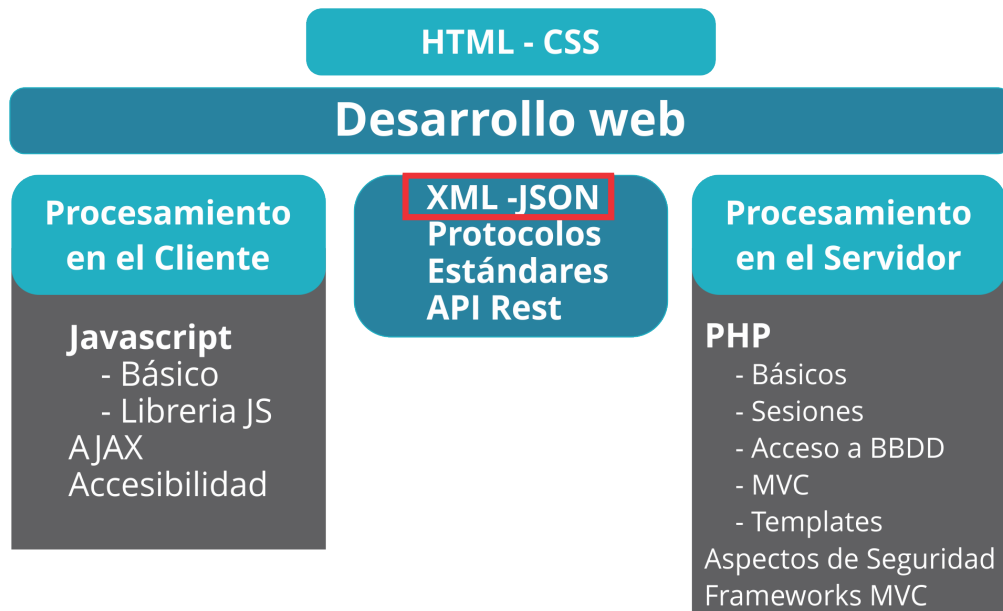 HTML - CSS
Desarrollo web
Procesamiento
en el Cliente
Javascript
- Básico
- Libreria JS
AJAX
Accesibilidad
XML -JSON
Protocolos
Estándares
API Rest
Procesamiento
en el Servidor
PHP
- Básicos
- Sesiones
- Acceso a BBDD
- MVC
- Templates
Aspectos de Seguridad
Frameworks MVC